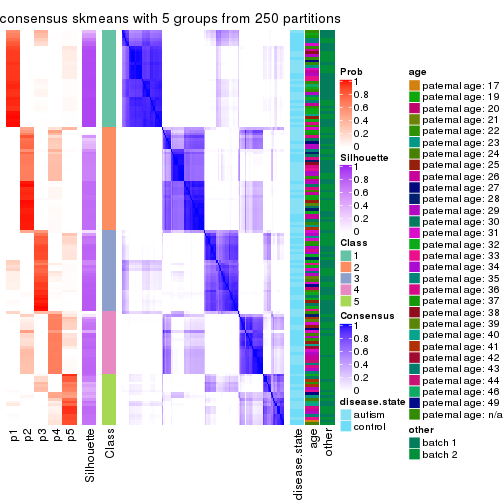 consensus skmeans with 5 groups from 250 partitions
p1
p2
p3
p4
p5
Silhouette
Class
disease.state
age
other
Prob
1
0.8
0.6
0.4
0.2
0
Silhouette
1
0.8
0.6
0.4
0.2
0
Class
1
2
3
4
5
Consensus
1
0.8
0.6
0.4
0.2
0
disease.state
autism
control
age
paternal age: 17
paternal age: 19
paternal age: 20
paternal age: 21
paternal age: 22
paternal age: 23
paternal age: 24
paternal age: 25
paternal age: 26
paternal age: 27
paternal age: 28
paternal age: 29
paternal age: 30
paternal age: 31
paternal age: 32
paternal age: 33
paternal age: 34
paternal age: 35
paternal age: 36
paternal age: 37
paternal age: 38
paternal age: 39
paternal age: 40
paternal age: 41
paternal age: 42
paternal age: 43
paternal age: 44
paternal age: 46
paternal age: 49
paternal age: n/a
other
batch 1
batch 2